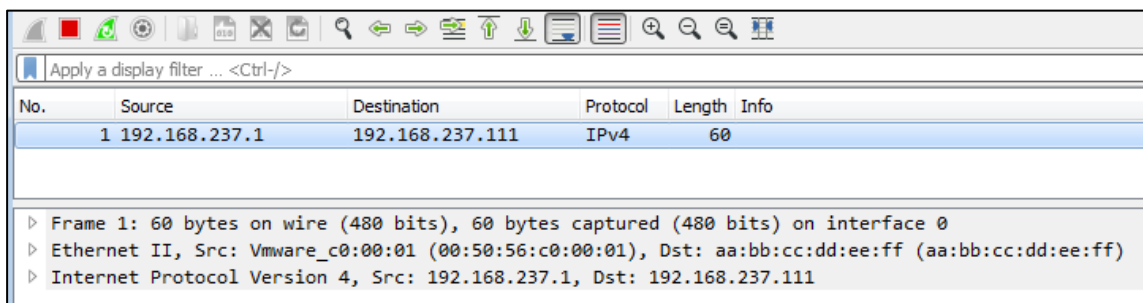 Apply a display filter ... <Ctrl-/>
No. Source Destination Protocol Length Info
1 192.168.237.1 192.168.237.111 IPv4 60
Frame 1: 60 bytes on wire (480 bits), 60 bytes captured (480 bits) on interface 0
Ethernet II, Src: Vmware_c0:00:01 (00:50:56:c0:00:01), Dst: aa:bb:cc:dd:ee:ff (aa:bb:cc:dd:ee:ff)
Internet Protocol Version 4, Src: 192.168.237.1, Dst: 192.168.237.111